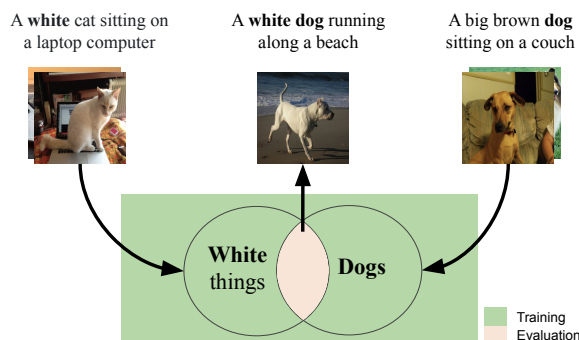 A white cat sitting on
a laptop computer
A white dog running
along a beach
A big brown dog
sitting on a couch
White
things
Dogs
Training
Evaluation